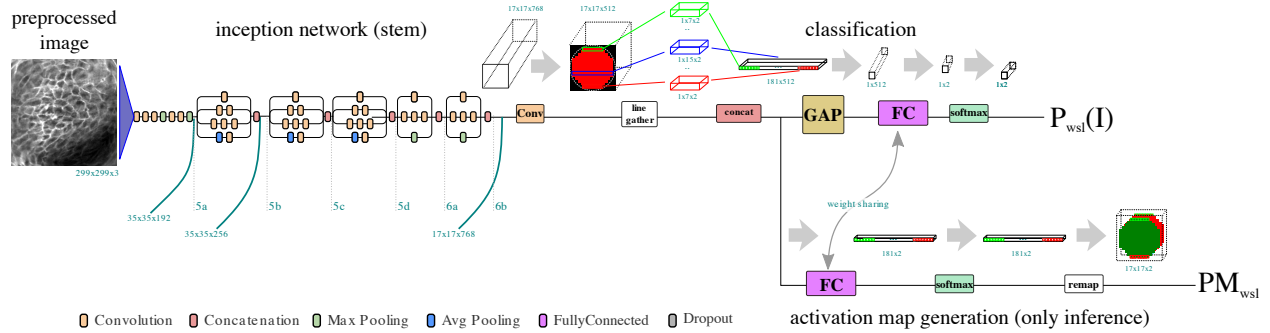 preprocessed
image
inception network (stem)
classification
17x17x768
17x17x512
1x7x2
...
1x15x2
...
1x7x2
181x512
1x512
1x2
1x2
Conv
line
gather
concat
GAP
FC
softmax
P_wsl(I)
299x299x3
35x35x192
5a
35x35x256
5b
5c
5d
6a
17x17x768
6b
weight sharing
181x2
181x2
17x17x2
FC
softmax
remap
PM_wsl
activation map generation (only inference)
Convolution
Concatenation
Max Pooling
Avg Pooling
FullyConnected
Dropout